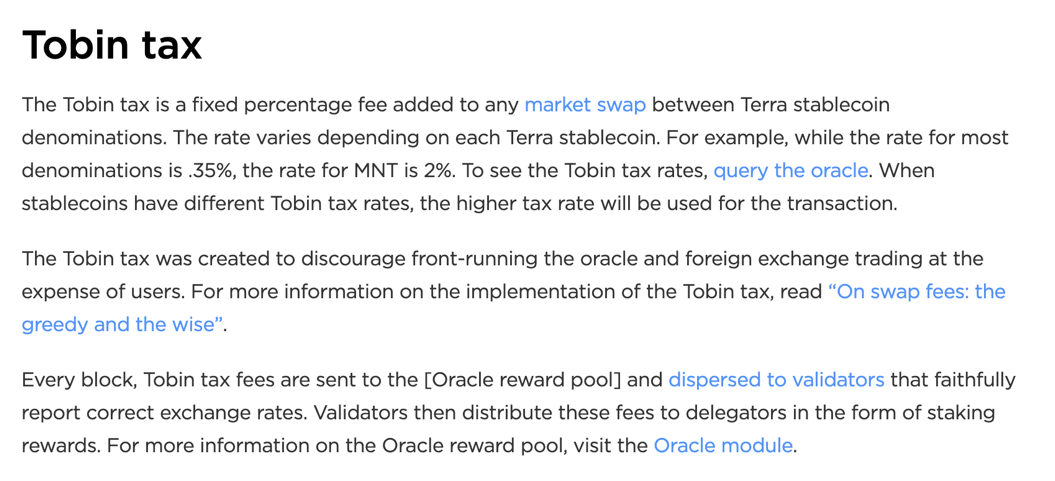 Tobin tax
The Tobin tax is a fixed percentage fee added to any market swap between Terra stablecoin
denominations. The rate varies depending on each Terra stablecoin. For example, while the rate for most
denominations is .35%, the rate for MNT is 2%. To see the Tobin tax rates, query the oracle. When
stablecoins have different Tobin tax rates, the higher tax rate will be used for the transaction.
The Tobin tax was created to discourage front-running the oracle and foreign exchange trading at the
expense of users. For more information on the implementation of the Tobin tax, read “On swap fees: the
greedy and the wise”.
Every block, Tobin tax fees are sent to the [Oracle reward pool] and dispersed to validators that faithfully
report correct exchange rates. Validators then distribute these fees to delegators in the form of staking
rewards. For more information on the Oracle reward pool, visit the Oracle module.